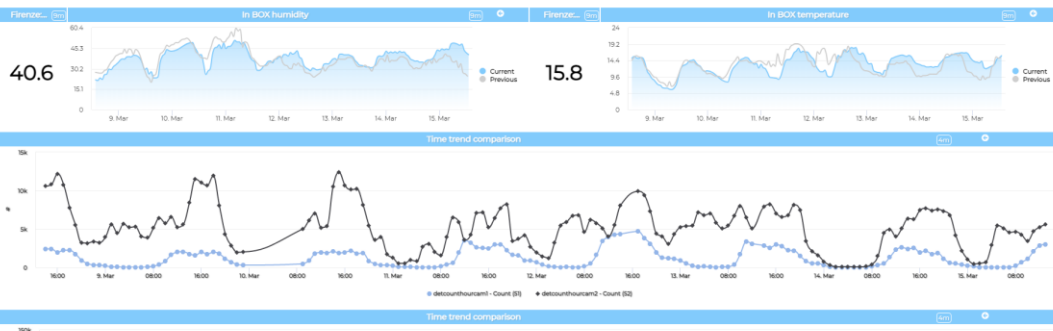 Firenze:... 9m In BOX humidity 9m
Firenze:... 9m In BOX temperature 9m
40.6
60.4
45.3
30.2
15.1
0
9. Mar 10. Mar 11. Mar 12. Mar 13. Mar 14. Mar 15. Mar
Current
Previous
15.8
24
19.2
14.4
9.6
4.8
0
9. Mar 10. Mar 11. Mar 12. Mar 13. Mar 14. Mar 15. Mar
Current
Previous
Time trend comparison 4m
#
15k
10k
5k
0
16:00 9. Mar 08:00 16:00 10. Mar 08:00 16:00 11. Mar 08:00 16:00 12. Mar 08:00 16:00 13. Mar 08:00 16:00 14. Mar 08:00 16:00 15. Mar 08:00
detcounthourcam1 - Count (S1) detcounthourcam2 - Count (S2)
Time trend comparison 4m